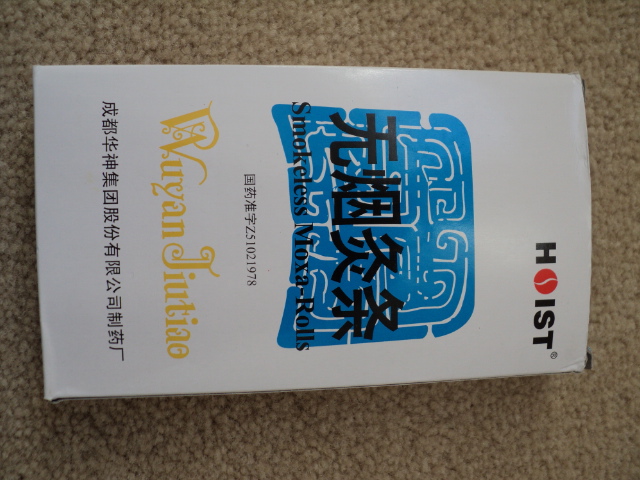 HOIST®
无烟灸条
Smokeless Moxa-Rolls
国药准字Z51021978
Wuyan Jiutiao
成都华神集团股份有限公司制药厂